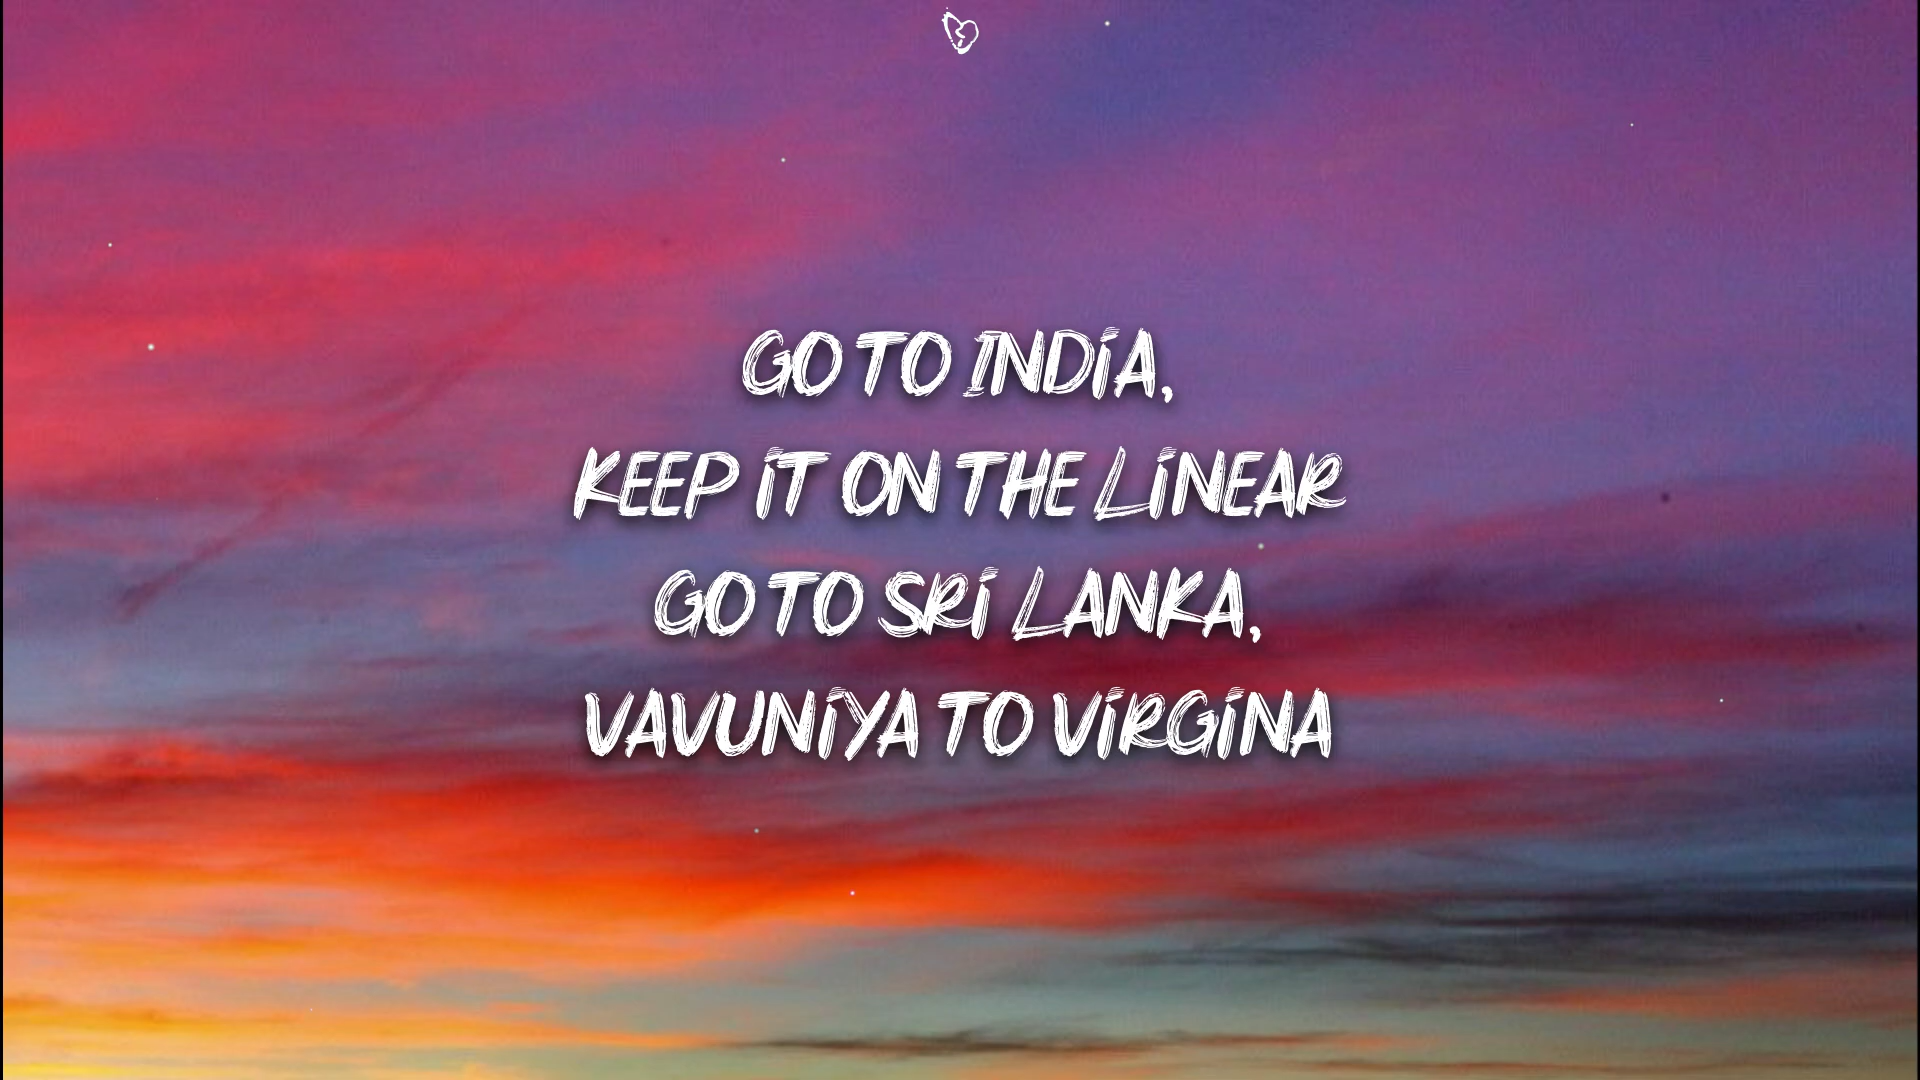 GO TO INDIA,
KEEP IT ON THE LINEAR
GO TO SRI LANKA,
VAVUNIYA TO VIRGINA